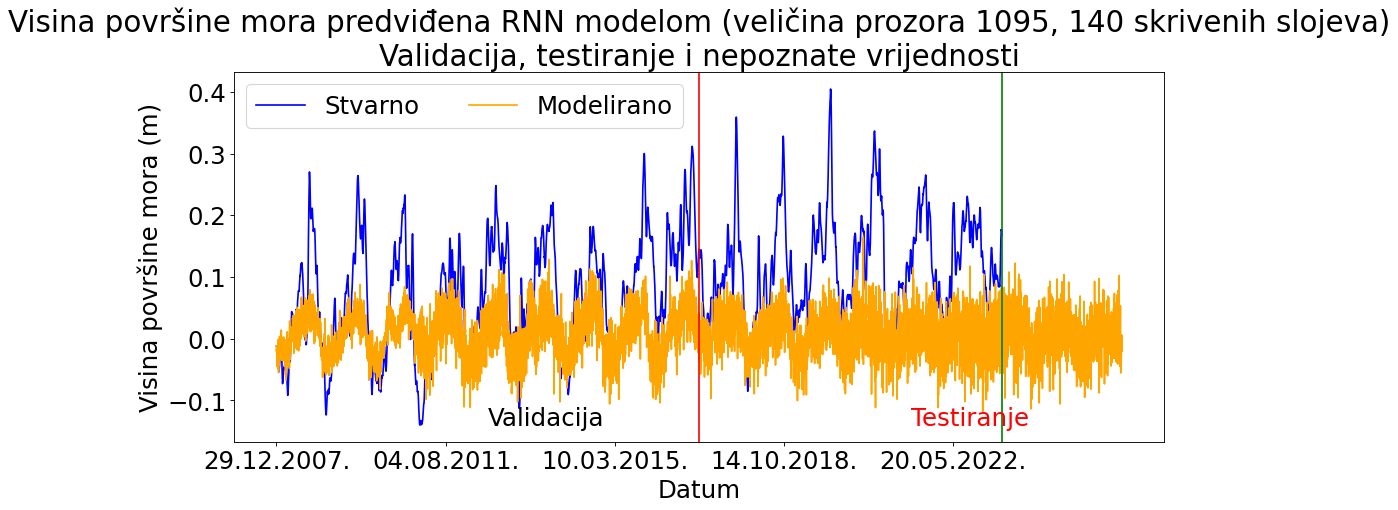 Visina površine mora predviđena RNN modelom (veličina prozora 1095, 140 skrivenih slojeva)
Validacija, testiranje i nepoznate vrijednosti
Stvarno Modelirano
Visina površine mora (m)
0.4
0.3
0.2
0.1
0.0
−0.1
Validacija Testiranje
29.12.2007. 04.08.2011. 10.03.2015. 14.10.2018. 20.05.2022.
Datum